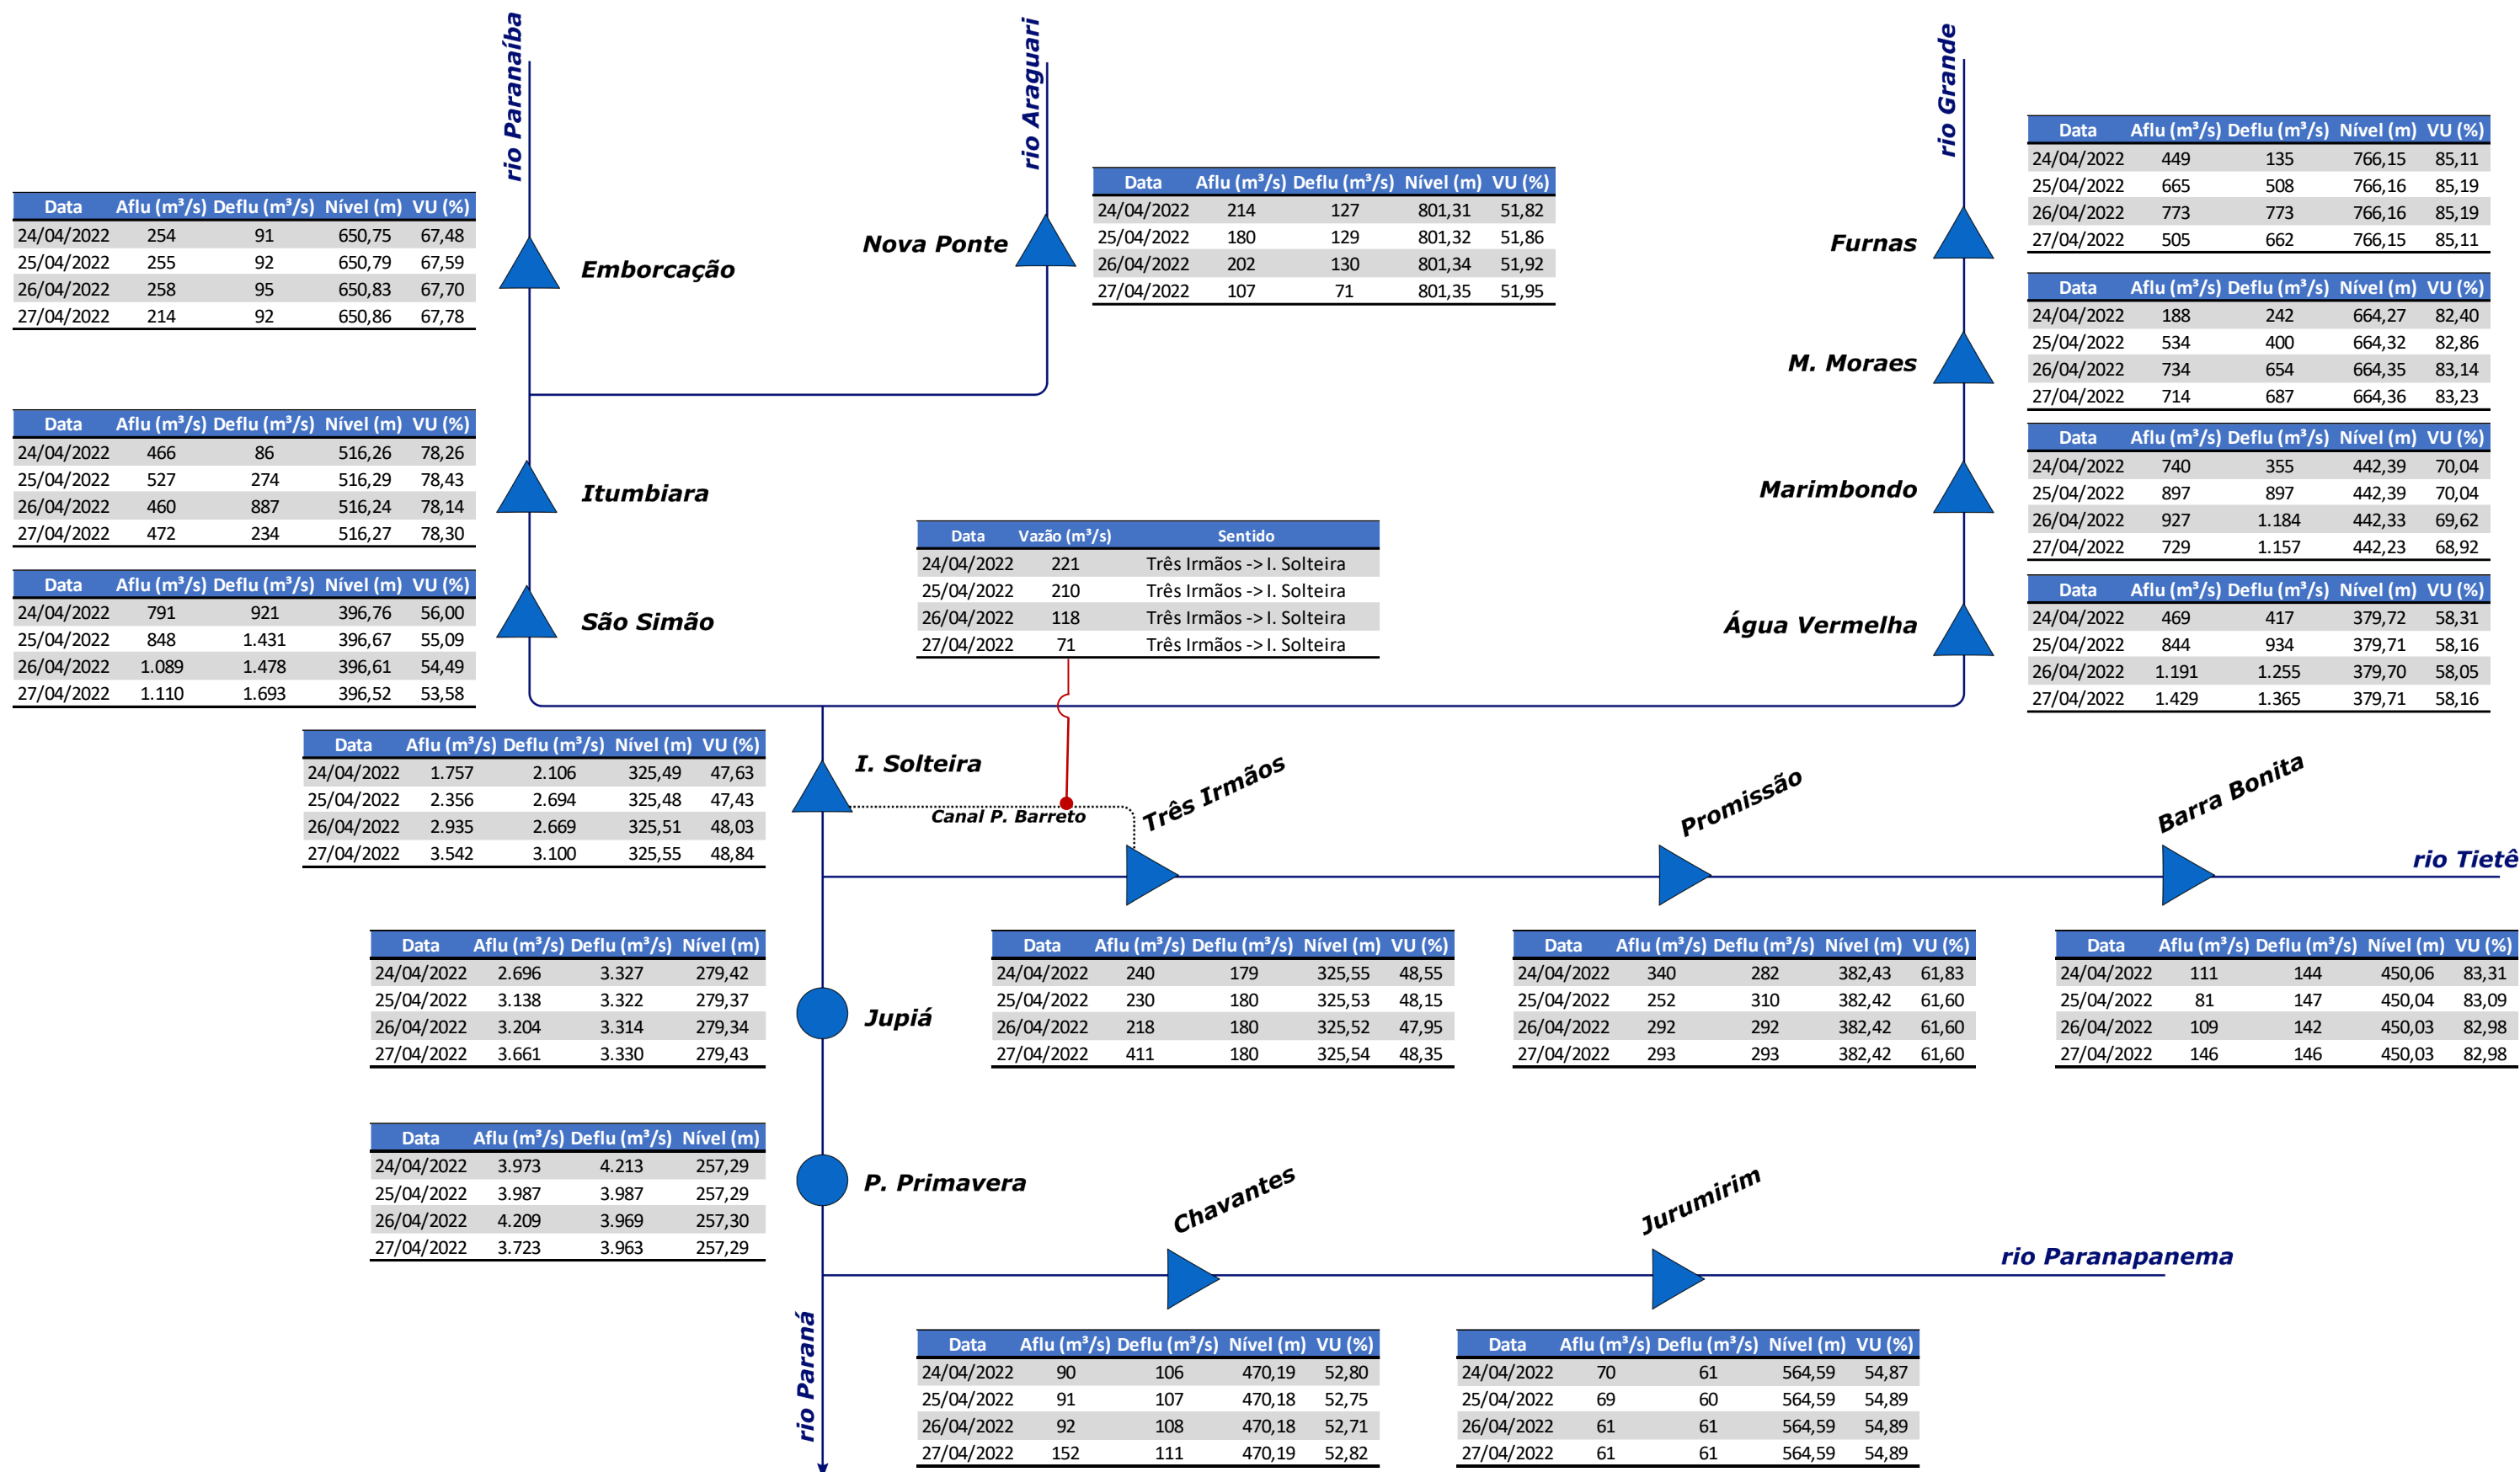 rio Paranaíba
rio Araguari
rio Grande
Data Aflu (m³/s) Deflu (m³/s) Nível (m) VU (%)
24/04/2022 449 135 766,15 85,11
25/04/2022 665 508 766,16 85,19
26/04/2022 773 773 766,16 85,19
27/04/2022 505 662 766,15 85,11
Furnas
Data Aflu (m³/s) Deflu (m³/s) Nível (m) VU (%)
24/04/2022 214 127 801,31 51,82
25/04/2022 180 129 801,32 51,86
26/04/2022 202 130 801,34 51,92
27/04/2022 107 71 801,35 51,95
Nova Ponte
Data Aflu (m³/s) Deflu (m³/s) Nível (m) VU (%)
24/04/2022 254 91 650,75 67,48
25/04/2022 255 92 650,79 67,59
26/04/2022 258 95 650,83 67,70
27/04/2022 214 92 650,86 67,78
Emborcação
Data Aflu (m³/s) Deflu (m³/s) Nível (m) VU (%)
24/04/2022 188 242 664,27 82,40
25/04/2022 534 400 664,32 82,86
26/04/2022 734 654 664,35 83,14
27/04/2022 714 687 664,36 83,23
M. Moraes
Data Aflu (m³/s) Deflu (m³/s) Nível (m) VU (%)
24/04/2022 466 86 516,26 78,26
25/04/2022 527 274 516,29 78,43
26/04/2022 460 887 516,24 78,14
27/04/2022 472 234 516,27 78,30
Itumbiara
Data Aflu (m³/s) Deflu (m³/s) Nível (m) VU (%)
24/04/2022 740 355 442,39 70,04
25/04/2022 897 897 442,39 70,04
26/04/2022 927 1.184 442,33 69,62
27/04/2022 729 1.157 442,23 68,92
Marimbondo
Data Vazão (m³/s) Sentido
24/04/2022 221 Três Irmãos -> I. Solteira
25/04/2022 210 Três Irmãos -> I. Solteira
26/04/2022 118 Três Irmãos -> I. Solteira
27/04/2022 71 Três Irmãos -> I. Solteira
Data Aflu (m³/s) Deflu (m³/s) Nível (m) VU (%)
24/04/2022 791 921 396,76 56,00
25/04/2022 848 1.431 396,67 55,09
26/04/2022 1.089 1.478 396,61 54,49
27/04/2022 1.110 1.693 396,52 53,58
São Simão
Data Aflu (m³/s) Deflu (m³/s) Nível (m) VU (%)
24/04/2022 469 417 379,72 58,31
25/04/2022 844 934 379,71 58,16
26/04/2022 1.191 1.255 379,70 58,05
27/04/2022 1.429 1.365 379,71 58,16
Água Vermelha
Data Aflu (m³/s) Deflu (m³/s) Nível (m) VU (%)
24/04/2022 1.757 2.106 325,49 47,63
25/04/2022 2.356 2.694 325,48 47,43
26/04/2022 2.935 2.669 325,51 48,03
27/04/2022 3.542 3.100 325,55 48,84
I. Solteira
Canal P. Barreto
Três Irmãos
Promissão
Barra Bonita
rio Tietê
Data Aflu (m³/s) Deflu (m³/s) Nível (m)
24/04/2022 2.696 3.327 279,42
25/04/2022 3.138 3.322 279,37
26/04/2022 3.204 3.314 279,34
27/04/2022 3.661 3.330 279,43
Jupiá
Data Aflu (m³/s) Deflu (m³/s) Nível (m) VU (%)
24/04/2022 240 179 325,55 48,55
25/04/2022 230 180 325,53 48,15
26/04/2022 218 180 325,52 47,95
27/04/2022 411 180 325,54 48,35
Data Aflu (m³/s) Deflu (m³/s) Nível (m) VU (%)
24/04/2022 340 282 382,43 61,83
25/04/2022 252 310 382,42 61,60
26/04/2022 292 292 382,42 61,60
27/04/2022 293 293 382,42 61,60
Data Aflu (m³/s) Deflu (m³/s) Nível (m) VU (%)
24/04/2022 111 144 450,06 83,31
25/04/2022 81 147 450,04 83,09
26/04/2022 109 142 450,03 82,98
27/04/2022 146 146 450,03 82,98
Data Aflu (m³/s) Deflu (m³/s) Nível (m)
24/04/2022 3.973 4.213 257,29
25/04/2022 3.987 3.987 257,29
26/04/2022 4.209 3.969 257,30
27/04/2022 3.723 3.963 257,29
P. Primavera
Chavantes
Jurumirim
rio Paranapanema
rio Paraná
Data Aflu (m³/s) Deflu (m³/s) Nível (m) VU (%)
24/04/2022 90 106 470,19 52,80
25/04/2022 91 107 470,18 52,75
26/04/2022 92 108 470,18 52,71
27/04/2022 152 111 470,19 52,82
Data Aflu (m³/s) Deflu (m³/s) Nível (m) VU (%)
24/04/2022 70 61 564,59 54,87
25/04/2022 69 60 564,59 54,89
26/04/2022 61 61 564,59 54,89
27/04/2022 61 61 564,59 54,89